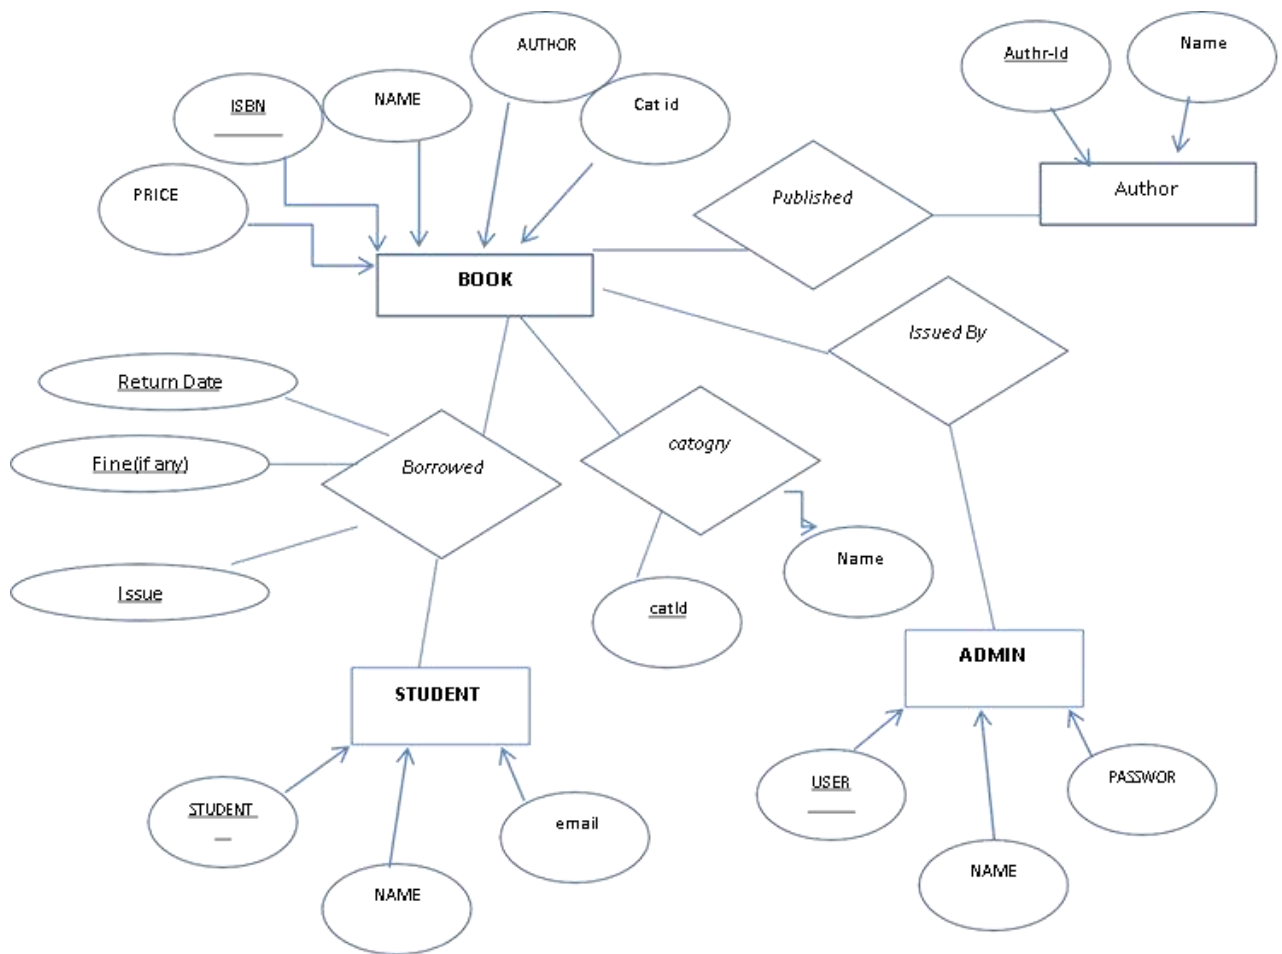 AUTHOR
Authr-Id
Name
ISBN
NAME
Cat id
PRICE
Published
Author
BOOK
Issued By
Return Date
catogry
Fine(if any)
Borrowed
Name
Issue
catId
ADMIN
STUDENT
USER
PASSWOR
STUDENT
email
NAME
NAME